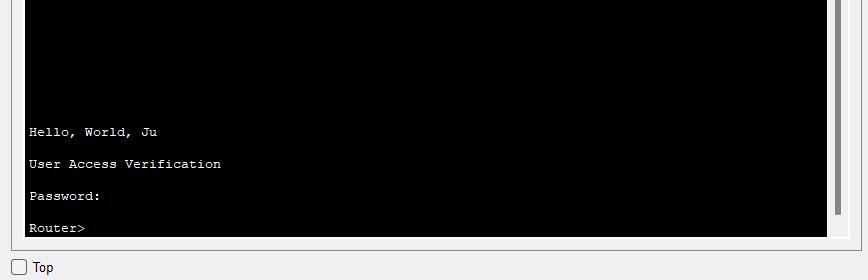 Hello, World, Ju
User Access Verification
Password:
Router>
Top